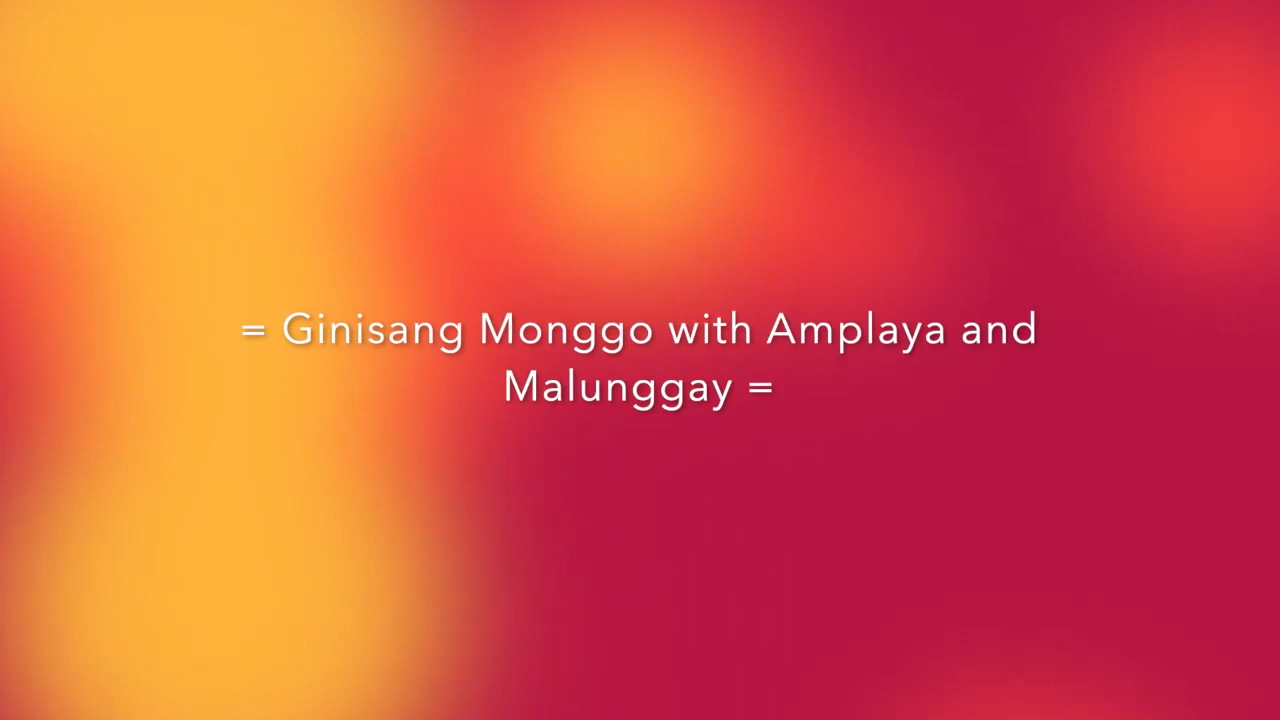 = Ginisang Monggo with Amplaya and
Malunggay =